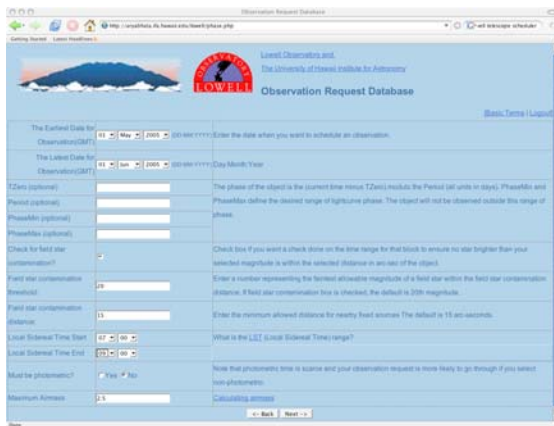 Observation Request Database
Getting Started Latest Headlines
OBSERVATORY
LOWELL
Lowell Observatory and
The University of Hawaii Institute for Astronomy
Observation Request Database
Basic Terms | Logout
The Earliest Date for Observation(GMT) 01 May 2005 (DD-MM-YYYY) Enter the date when you want to schedule an observation.
The Latest Date for Observation(GMT) 01 Jun 2005 (DD-MM-YYYY) Day Month Year
TZero (optional)
The phase of the object is the (current time minus TZero) modulo the Period (all units in days). PhaseMin and
Period (optional)
PhaseMax define the desired range of lightcurve phase. The object will not be observed outside this range of
PhaseMin (optional)
phase.
PhaseMax (optional)
Check for field star contamination?
Check box if you want a check done on the time range for that block to ensure no star brighter than your
selected magnitude is within the selected distance in arc-sec of the object.
Field star contamination threshold: 20
Enter a number representing the faintest allowable magnitude of a field star within the field star contamination
distance. If field star contamination box is checked, the default is 20th magnitude.
Field star contamination distance: 15
Enter the minimum allowed distance for nearby fixed The default is 15 arc-seconds.
Local Sidereal Time Start 07 00 What is the LST (Local Sidereal Time) range?
Local Sidereal Time End 09 00
Must be photometric? Yes No
Note that photometric time is scarce and your observation request is more likely to go through if you select
non-photometric.
Maximum Airmass 2.5 Calculating airmass
<- Back Next ->
Done